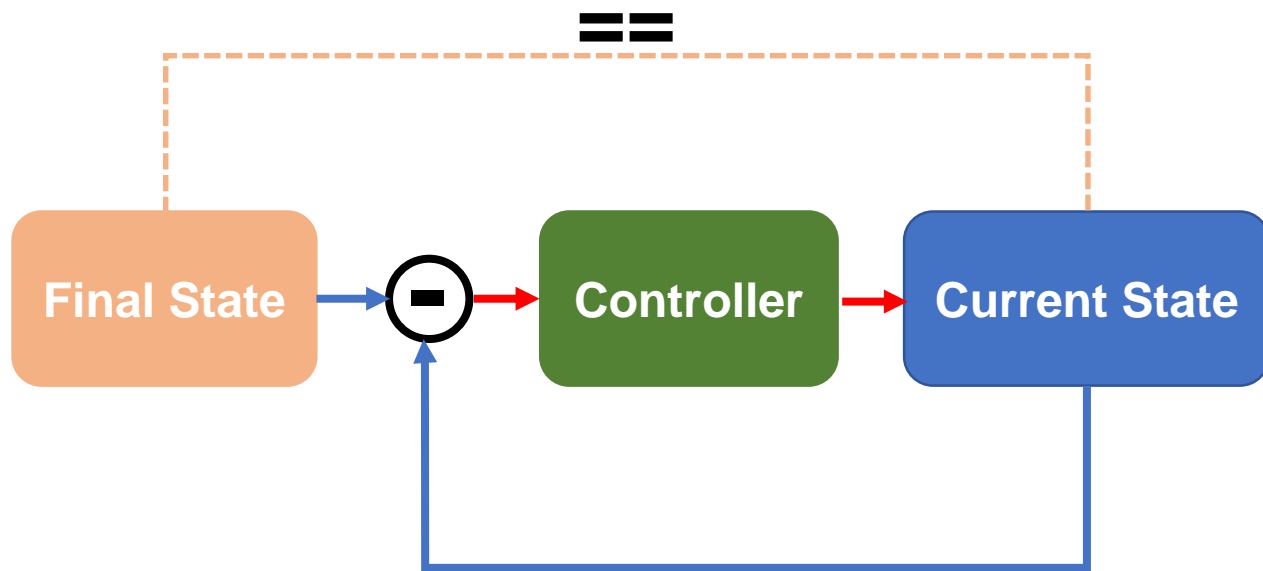 ==
Final State
-
Controller
Current State